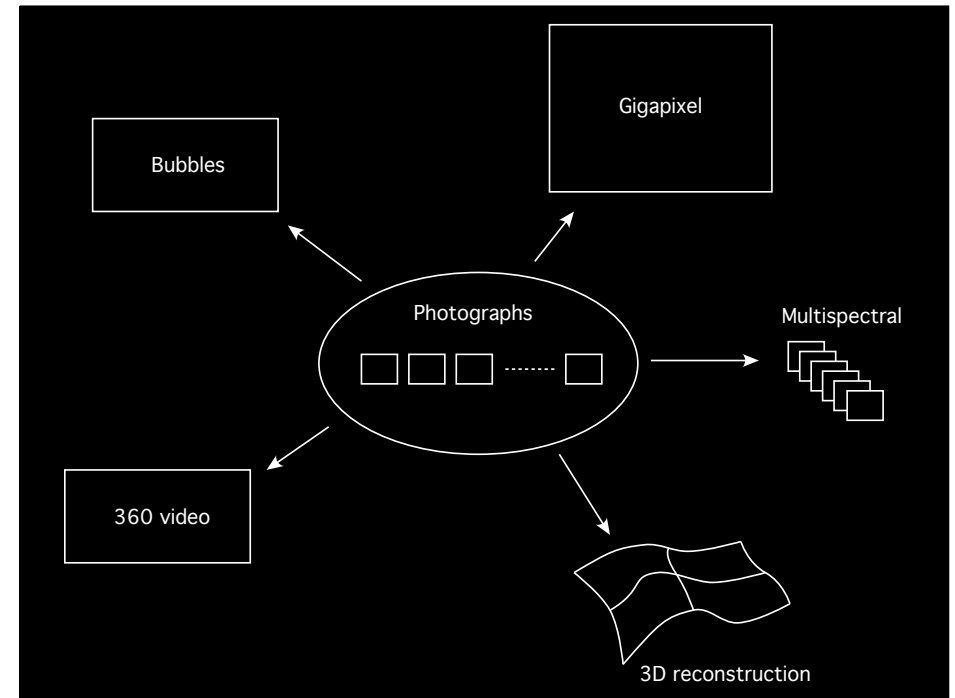 Gigapixel
Bubbles
Photographs
Multispectral
360 video
3D reconstruction